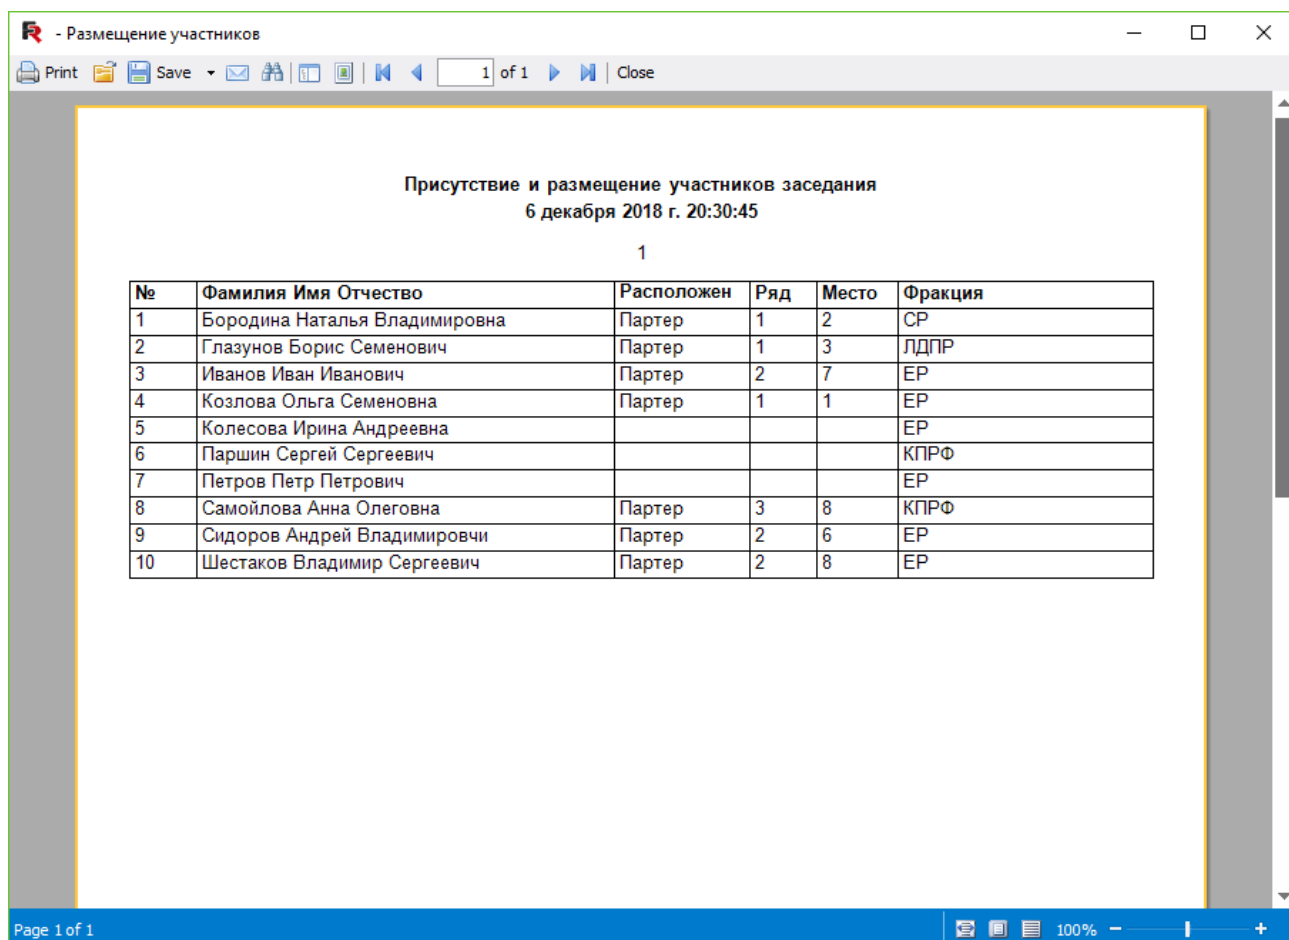 - Размещение участников
Print Save 1 of 1 Close
Присутствие и размещение участников заседания
6 декабря 2018 г. 20:30:45
1
№ Фамилия Имя Отчество Расположен Ряд Место Фракция
1 Бородина Наталья Владимировна Партер 1 2 СР
2 Глазунов Борис Семенович Партер 1 3 ЛДПР
3 Иванов Иван Иванович Партер 2 7 ЕР
4 Козлова Ольга Семеновна Партер 1 1 ЕР
5 Колесова Ирина Андреевна ЕР
6 Паршин Сергей Сергеевич КПРФ
7 Петров Петр Петрович ЕР
8 Самойлова Анна Олеговна Партер 3 8 КПРФ
9 Сидоров Андрей Владимировчи Партер 2 6 ЕР
10 Шестаков Владимир Сергеевич Партер 2 8 ЕР
Page 1 of 1 100%